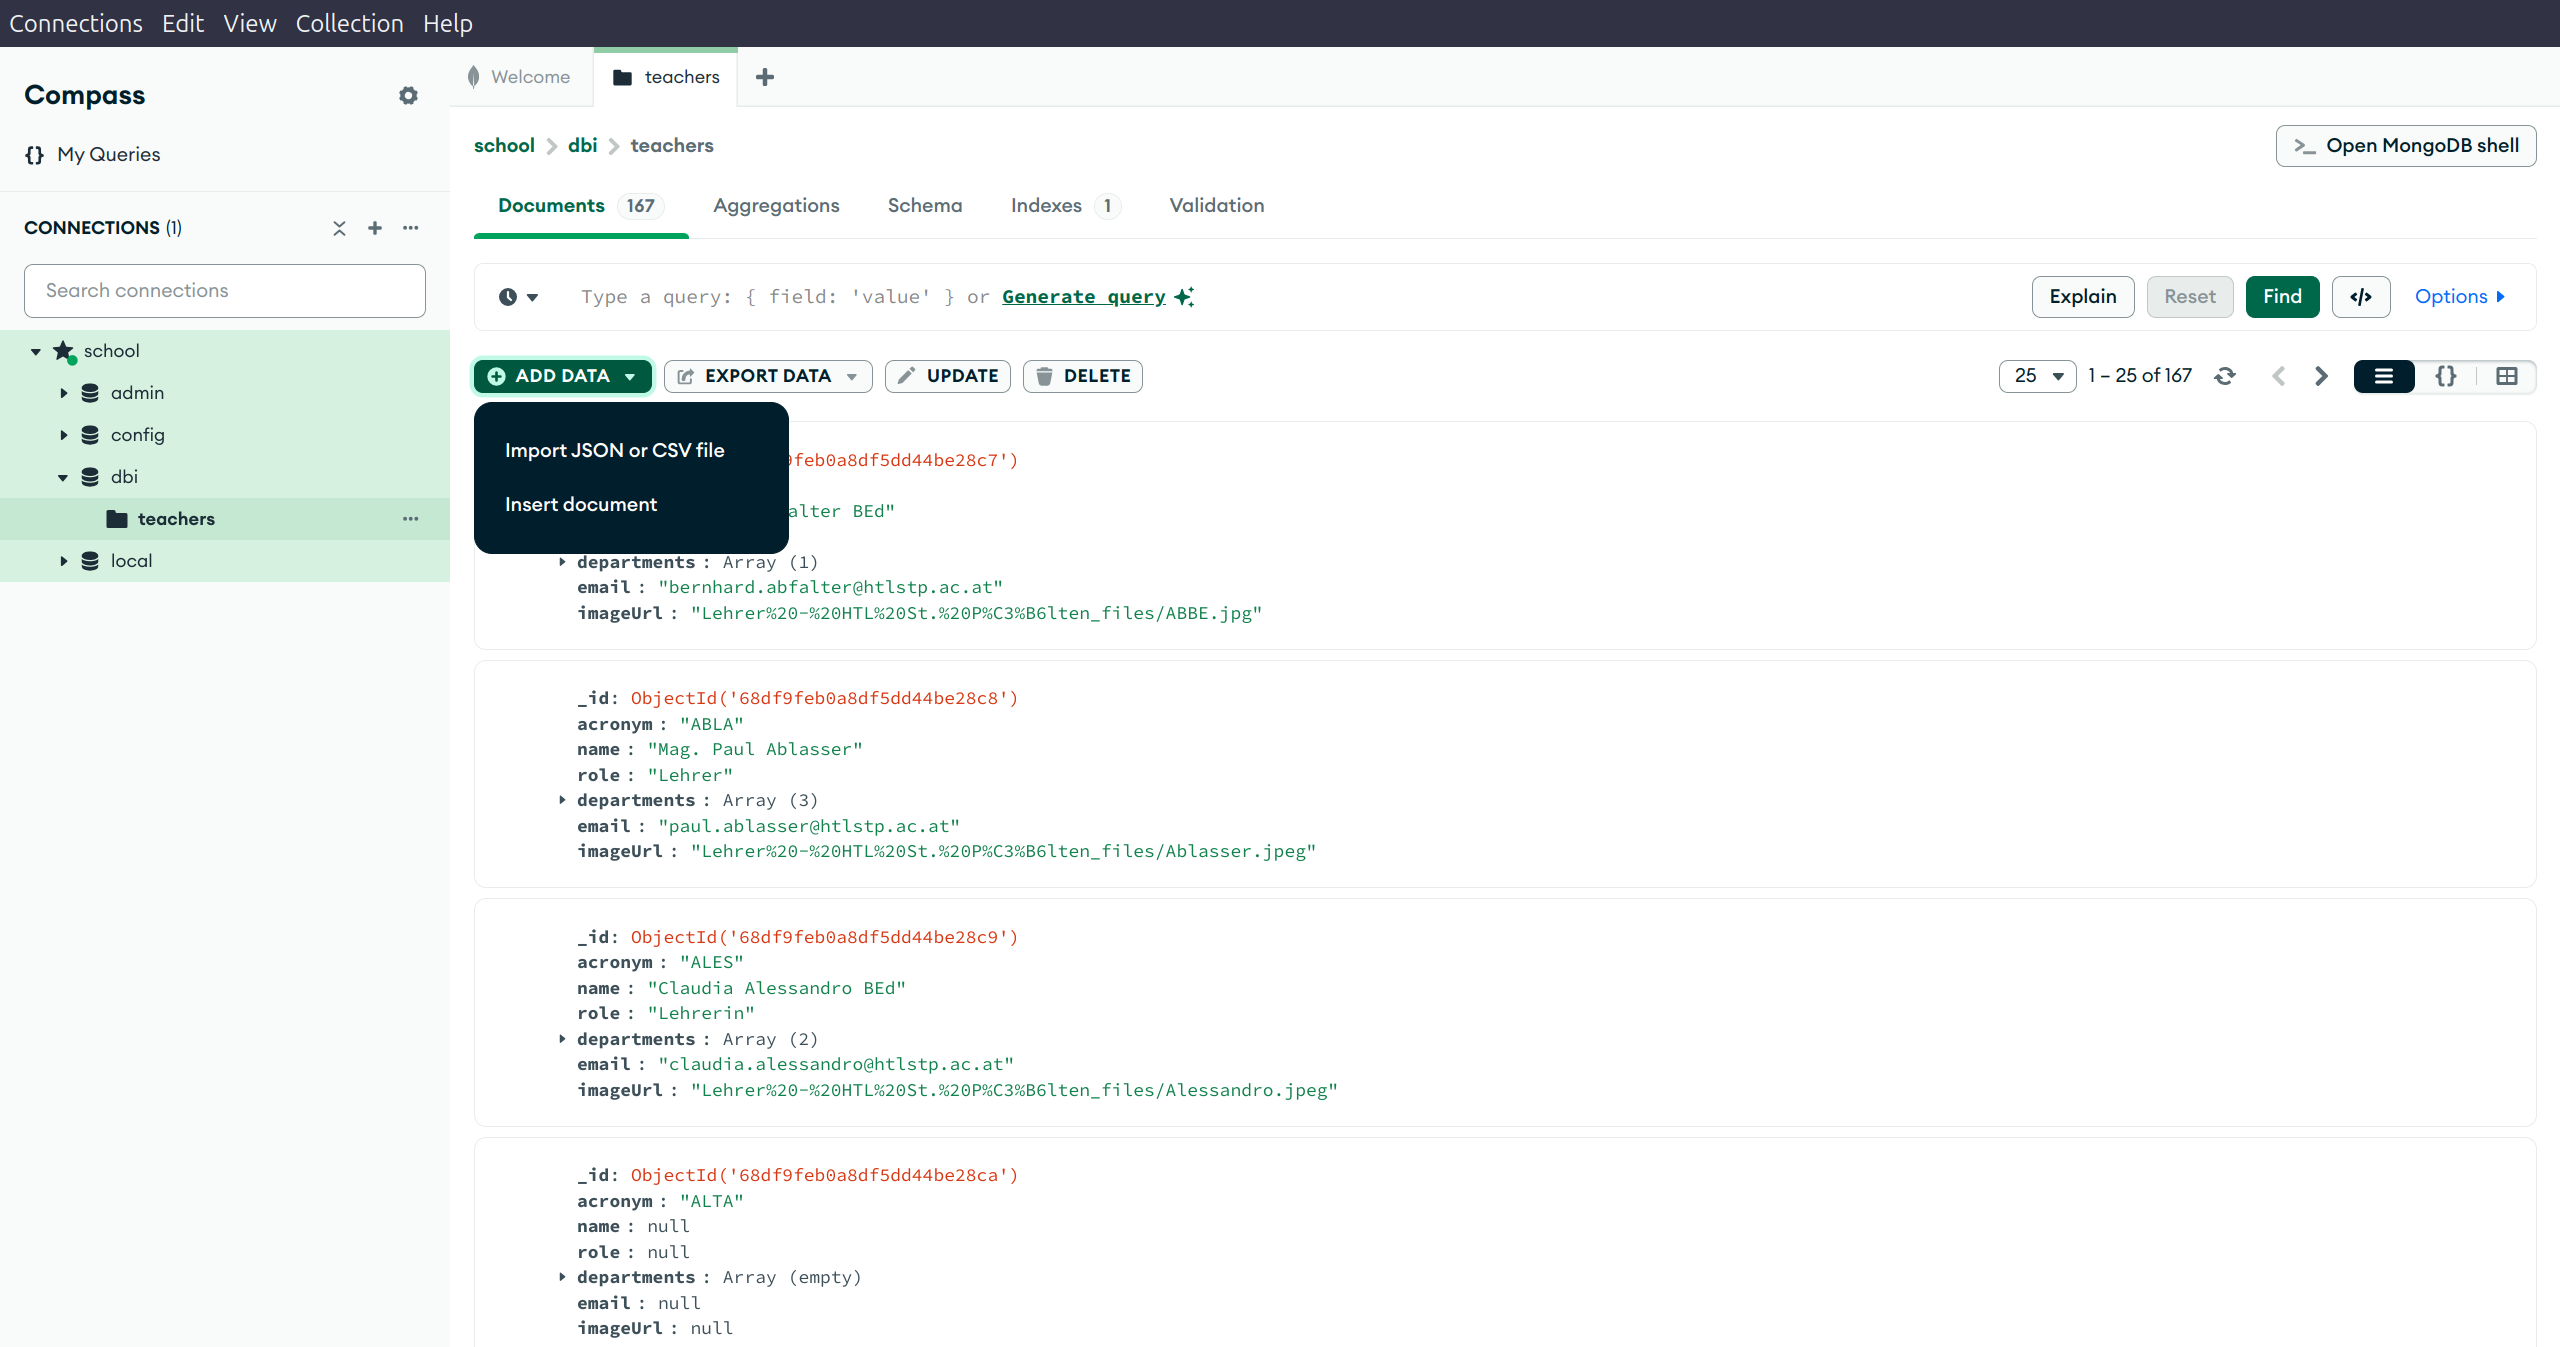 Connections Edit View Collection Help
Compass
My Queries
CONNECTIONS (1)
Search connections
school
admin
config
dbi
teachers
local
Welcome
teachers
school dbi teachers
Open MongoDB shell
Documents 167 Aggregations Schema Indexes 1 Validation
Type a query: { field: 'value' } or Generate query
Explain Reset Find </> Options
ADD DATA EXPORT DATA UPDATE DELETE
25 1 – 25 of 167
Import JSON or CSV file
Insert document
9feb0a8df5dd44be28c7')
alter BEd"
departments : Array (1)
email : "bernhard.abfalter@htlstp.ac.at"
imageUrl : "Lehrer%20-%20HTL%20St.%20P%C3%B6lten_files/ABBE.jpg"
_id: ObjectId('68df9feb0a8df5dd44be28c8')
acronym : "ABLA"
name : "Mag. Paul Ablasser"
role : "Lehrer"
departments : Array (3)
email : "paul.ablasser@htlstp.ac.at"
imageUrl : "Lehrer%20-%20HTL%20St.%20P%C3%B6lten_files/Ablasser.jpeg"
_id: ObjectId('68df9feb0a8df5dd44be28c9')
acronym : "ALES"
name : "Claudia Alessandro BEd"
role : "Lehrerin"
departments : Array (2)
email : "claudia.alessandro@htlstp.ac.at"
imageUrl : "Lehrer%20-%20HTL%20St.%20P%C3%B6lten_files/Alessandro.jpeg"
_id: ObjectId('68df9feb0a8df5dd44be28ca')
acronym : "ALTA"
name : null
role : null
departments : Array (empty)
email : null
imageUrl : null